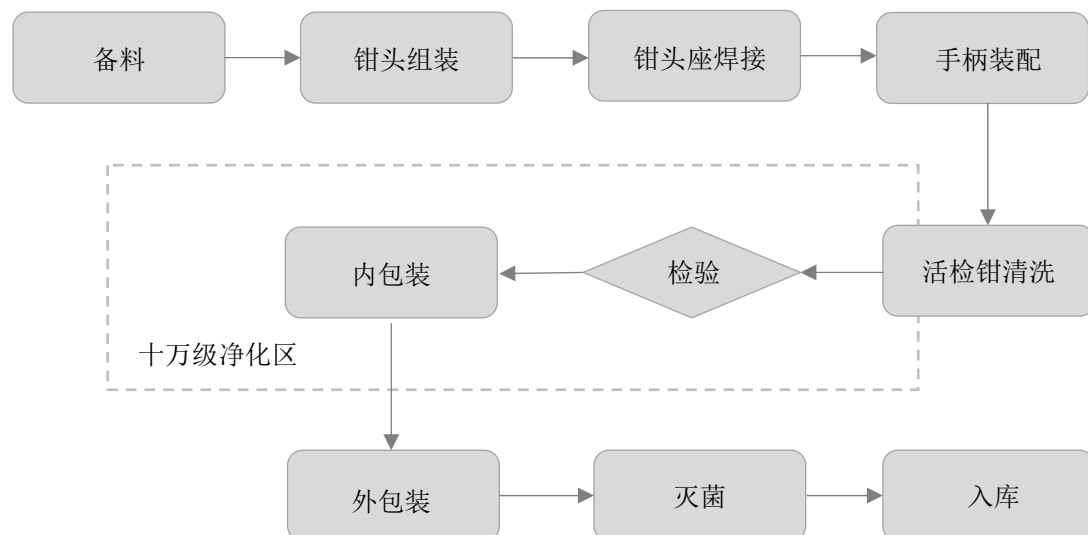 备料
钳头组装
钳头座焊接
手柄装配
活检钳清洗
检验
内包装
十万级净化区
外包装
灭菌
入库